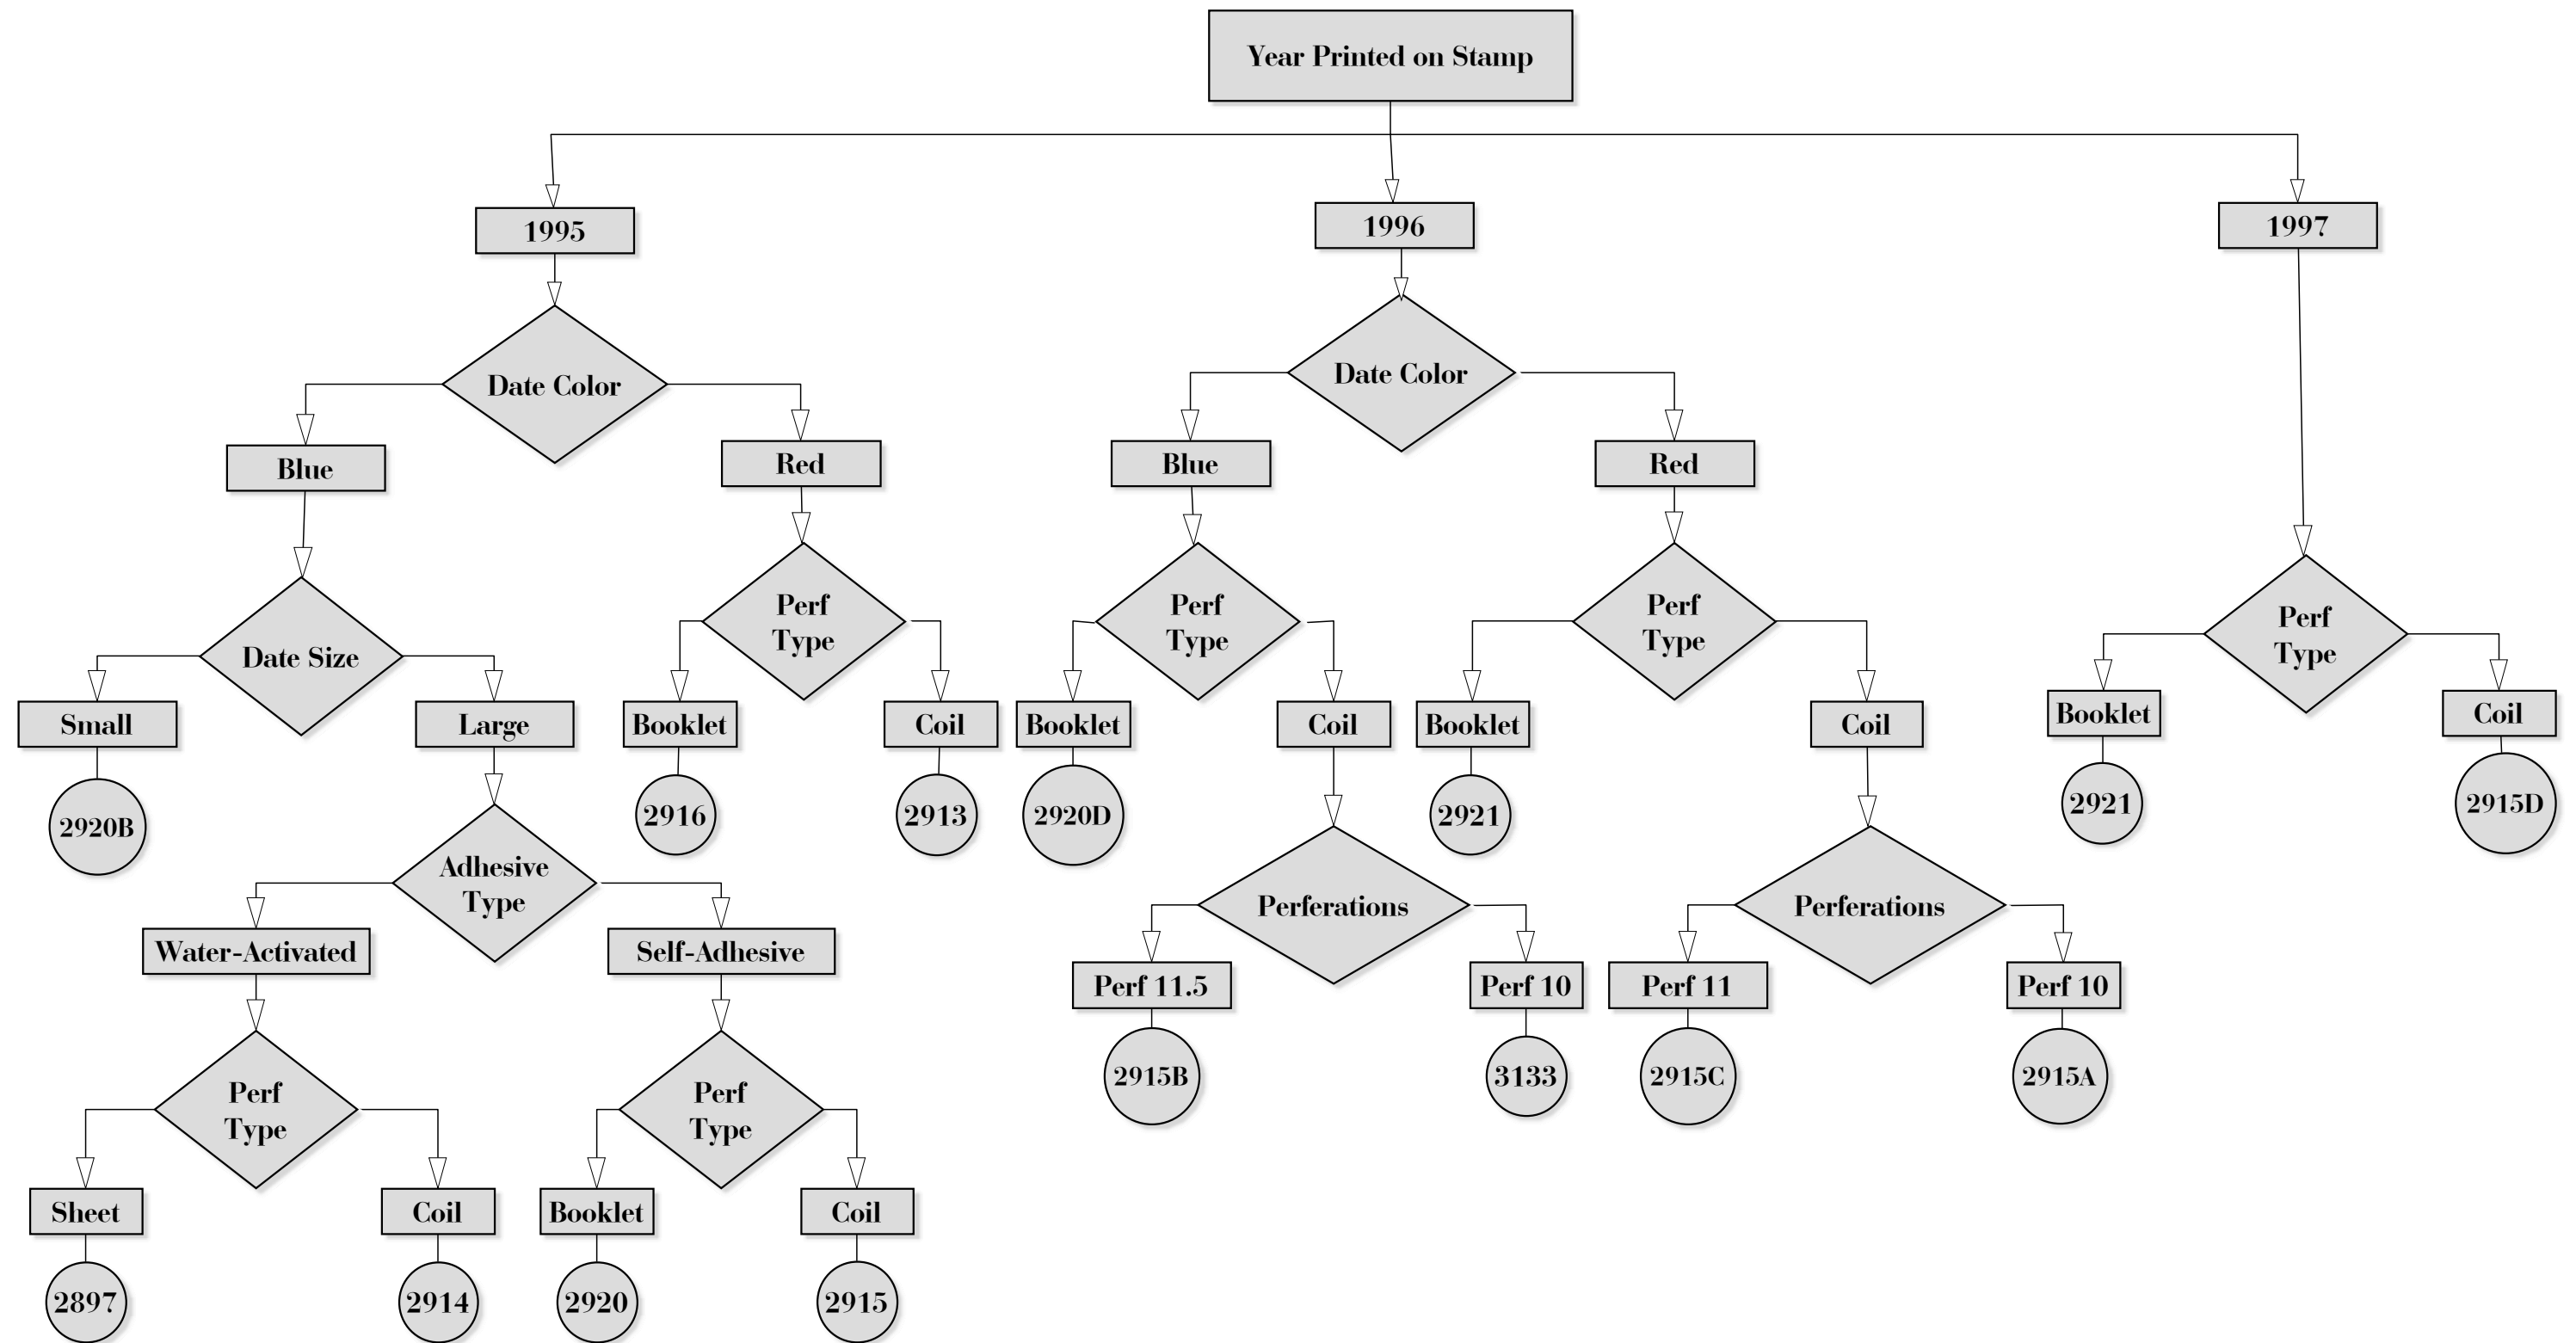 Year Printed on Stamp
1995
1996
1997
Date Color
Date Color
Blue
Red
Blue
Red
Date Size
Perf
Type
Perf
Type
Perf
Type
Perf
Type
Small
Large
Booklet
Coil
Booklet
Coil
Booklet
Coil
Booklet
Coil
2920B
2916
2913
2920D
2921
2921
2915D
Adhesive
Type
Perferations
Perferations
Water-Activated
Self-Adhesive
Perf 11.5
Perf 10
Perf 11
Perf 10
2915B
3133
2915C
2915A
Perf
Type
Perf
Type
Sheet
Coil
Booklet
Coil
2897
2914
2920
2915